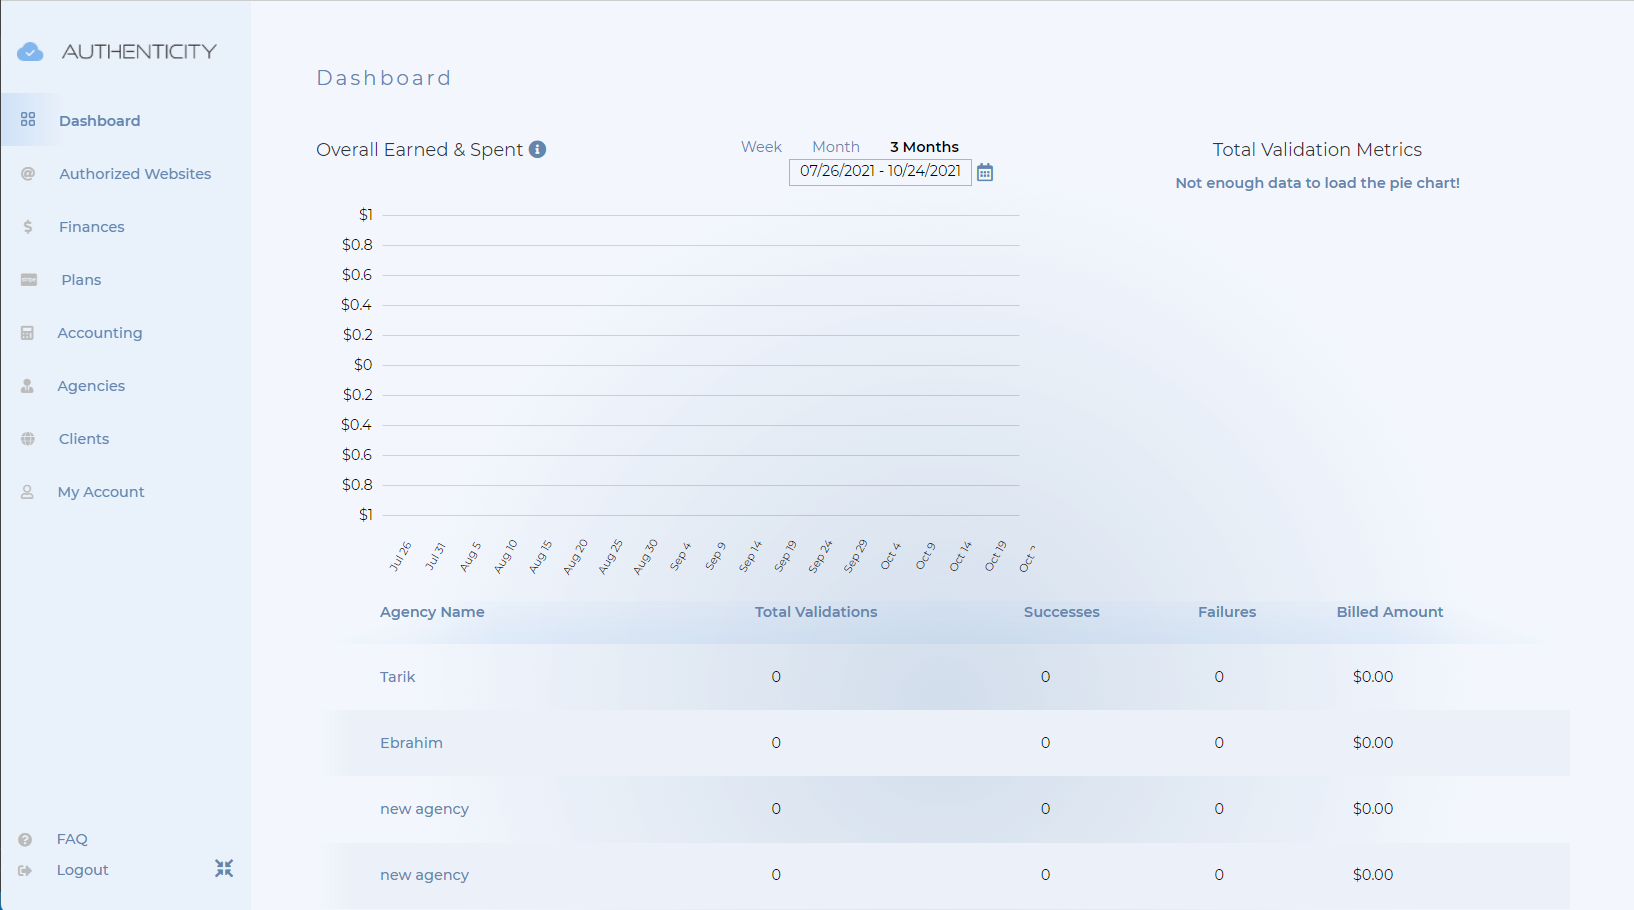 AUTHENTICITY
Dashboard
Authorized Websites
Finances
Plans
Accounting
Agencies
Clients
My Account
FAQ
Logout
Dashboard
Overall Earned & Spent
Week Month 3 Months
07/26/2021 - 10/24/2021
$1
$0.8
$0.6
$0.4
$0.2
$0
$0.2
$0.4
$0.6
$0.8
$1
Jul 26 Jul 31 Aug 5 Aug 10 Aug 15 Aug 20 Aug 25 Aug 30 Sep 4 Sep 9 Sep 14 Sep 19 Sep 24 Sep 29 Oct 4 Oct 9 Oct 14 Oct 19 Oct
Total Validation Metrics
Not enough data to load the pie chart!
Agency Name Total Validations Successes Failures Billed Amount
Tarik 0 0 0 $0.00
Ebrahim 0 0 0 $0.00
new agency 0 0 0 $0.00
new agency 0 0 0 $0.00